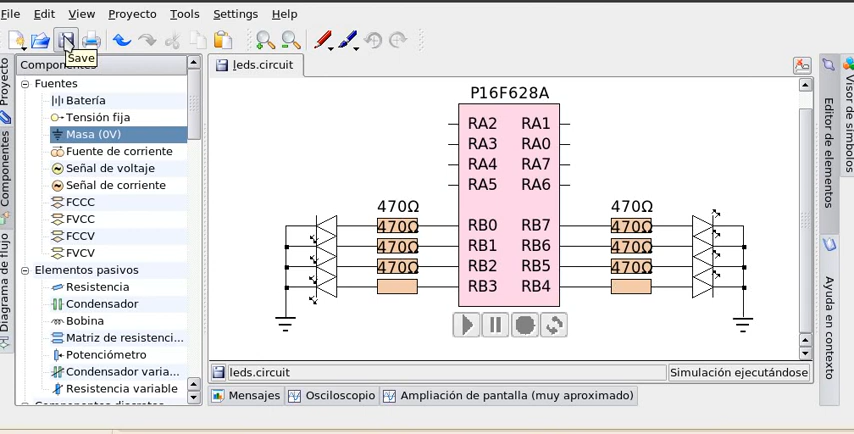 File Edit View Proyecto Tools Settings Help
Save
Proyecto
Componentes
Diagrama de flujo
Fuentes
Batería
Tensión fija
Masa (0V)
Fuente de corriente
Señal de voltaje
Señal de corriente
FCCC
FVCC
FCCV
FVCV
Elementos pasivos
Resistencia
Condensador
Bobina
Matriz de resistenci...
Potenciómetro
Condensador varia...
Resistencia variable
leds.circuit
P16F628A
RA2 RA1
RA3 RA0
RA4 RA7
RA5 RA6
470Ω 470Ω
470Ω RB0 RB7 470Ω
470Ω RB1 RB6 470Ω
470Ω RB2 RB5 470Ω
RB3 RB4
leds.circuit Simulación ejecutándose
Mensajes Osciloscopio Ampliación de pantalla (muy aproximado)
Editor de elementos
Ayuda en contexto
Visor de símbolos